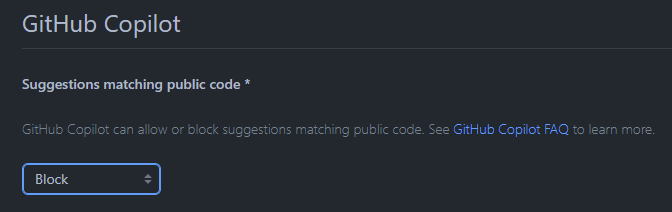 GitHub Copilot
Suggestions matching public code *
GitHub Copilot can allow or block suggestions matching public code. See GitHub Copilot FAQ to learn more.
Block